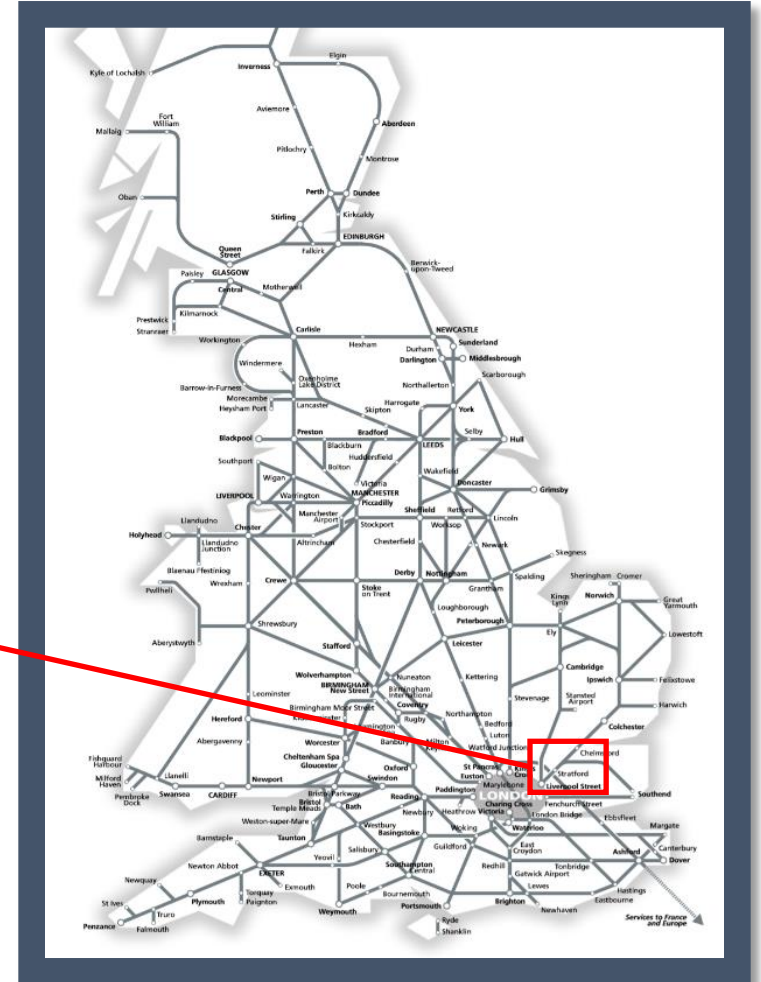 Elgin
Inverness
Kyle of Lochalsh
Aviemore
Fort
William
Aberdeen
Mallaig
Pitlochry
Montrose
Perth
Dundee
Oban
Stirling
Kirkcaldy
EDINBURGH
Falkirk
Queen
Street
Berwick-
upon-Tweed
Paisley
GLASGOW
Central
Motherwell
Prestwick
Kilmarnock
Stranraer
Carlisle
NEWCASTLE
Workington
Hexham
Sunderland
Durham
Darlington
Middlesbrough
Windermere
Scarborough
Oxenholme
Lake District
Barrow-in-Furness
Northallerton
Morecambe
Heysham Port
Lancaster
Harrogate
York
Skipton
Blackpool
Preston
Bradford
LEEDS
Selby
Hull
Blackburn
Huddersfield
Southport
Bolton
Wakefield
Wigan
Victoria
Doncaster
LIVERPOOL
Warrington
MANCHESTER
Piccadilly
Grimsby
Manchester
Airport
Sheffield
Retford
Llandudno
Chester
Stockport
Worksop
Lincoln
Holyhead
Llandudno
Junction
Altrincham
Chesterfield
Newark
Skegness
Blaenau Ffestiniog
Derby
Nottingham
Sheringham
Cromer
Pwllheli
Wrexham
Crewe
Stoke
on Trent
Grantham
Spalding
Kings
Lynn
Norwich
Great
Yarmouth
Loughborough
Peterborough
Shrewsbury
Ely
Lowestoft
Aberystwyth
Stafford
Leicester
Wolverhampton
Cambridge
BIRMINGHAM
New Street
Nuneaton
Kettering
Ipswich
Felixstowe
Birmingham
International
Leominster
Coventry
Stevenage
Stansted
Airport
Harwich
Birmingham Moor Street
Rugby
Northampton
Hereford
Bedford
Colchester
Worcester
Banbury
Milton
Luton
Abergavenny
Watford Junction
Chelmsford
Cheltenham Spa
Gloucester
Oxford
St Pancras
Kings
Cross
Stratford
Fishguard
Harbour
Euston
Marylebone
Liverpool Street
Milford
Haven
Llanelli
Newport
Swindon
Paddington
LONDON
Southend
Pembroke
Dock
Swansea
CARDIFF
Bristol Parkway
Reading
Charing Cross
Fenchurch Street
Bristol
Temple Meads
Bath
Newbury
Heathrow
Victoria
London Bridge
Ebbsfleet
Weston-super-Mare
Westbury
Basingstoke
Woking
Waterloo
Margate
Barnstaple
Taunton
East
Croydon
Canterbury
Salisbury
Guildford
Ashford
Dover
Newton Abbot
Yeovil
Southampton
Central
Redhill
Tonbridge
Gatwick Airport
EXETER
Newquay
Exmouth
Poole
Lewes
Hastings
St Ives
Plymouth
Torquay
Paignton
Bournemouth
Eastbourne
Truro
Weymouth
Portsmouth
Brighton
Newhaven
Penzance
Falmouth
Ryde
Shanklin
Services to France
and Europe